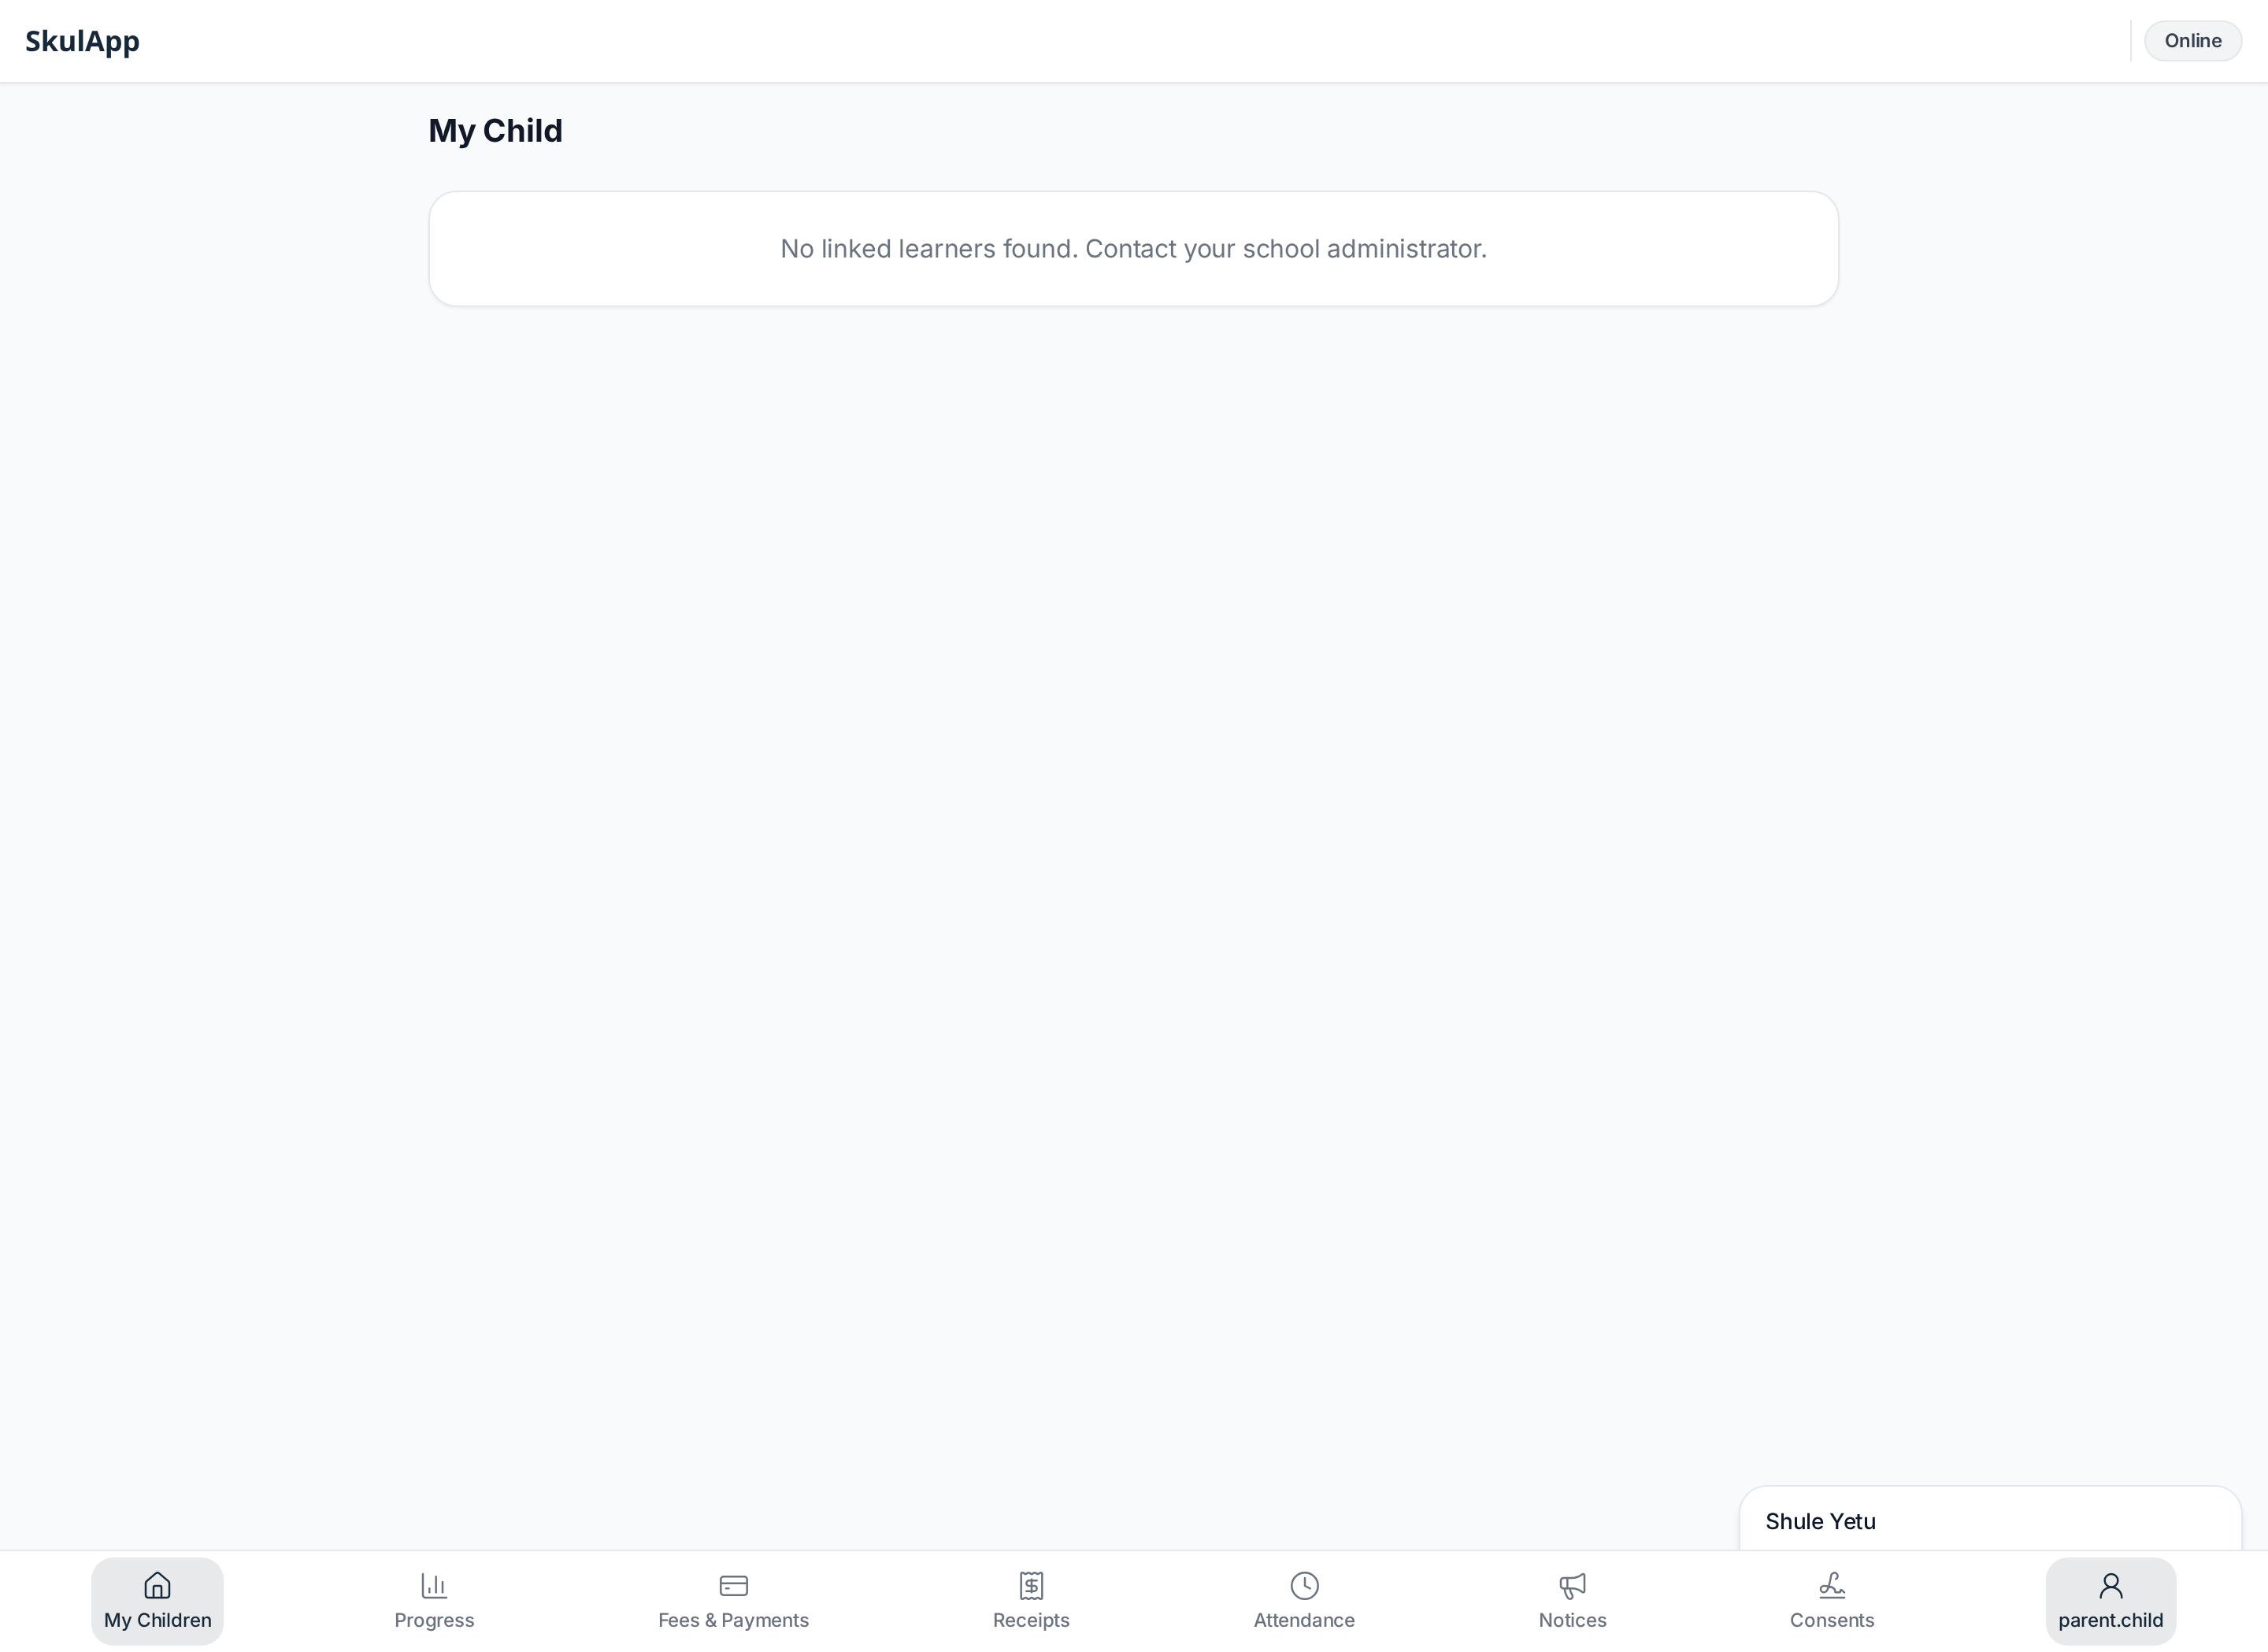 SkulApp
Online
My Child
No linked learners found. Contact your school administrator.
Shule Yetu
My Children
Progress
Fees & Payments
Receipts
Attendance
Notices
Consents
parent.child